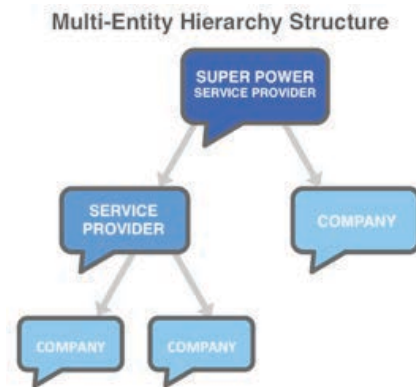 Multi-Entity Hierarchy Structure
SUPER POWER
SERVICE PROVIDER
SERVICE
PROVIDER
COMPANY
COMPANY
COMPANY